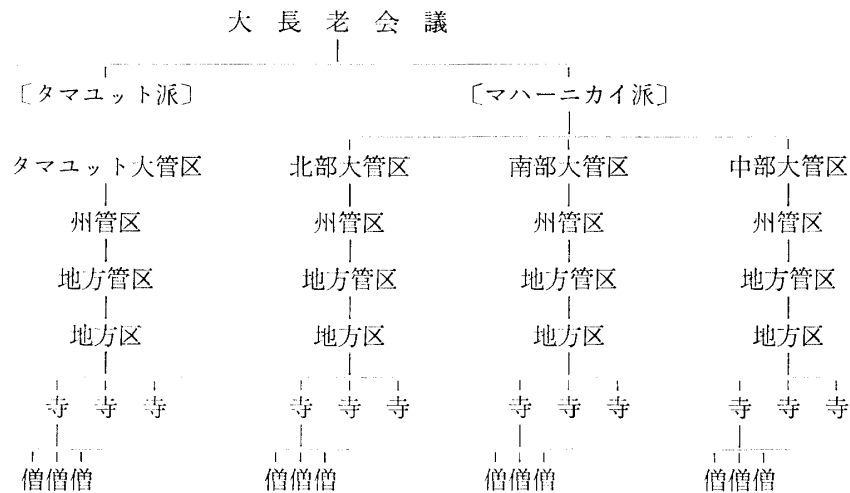 大長老会議
〔タマユット派〕 〔マハーニカイ派〕
タマユット大管区 北部大管区 南部大管区 中部大管区
州管区 州管区 州管区 州管区
地方管区 地方管区 地方管区 地方管区
地方区 地方区 地方区 地方区
寺 寺 寺 寺 寺 寺 寺 寺 寺 寺 寺 寺
僧僧僧 僧僧僧 僧僧僧 僧僧僧